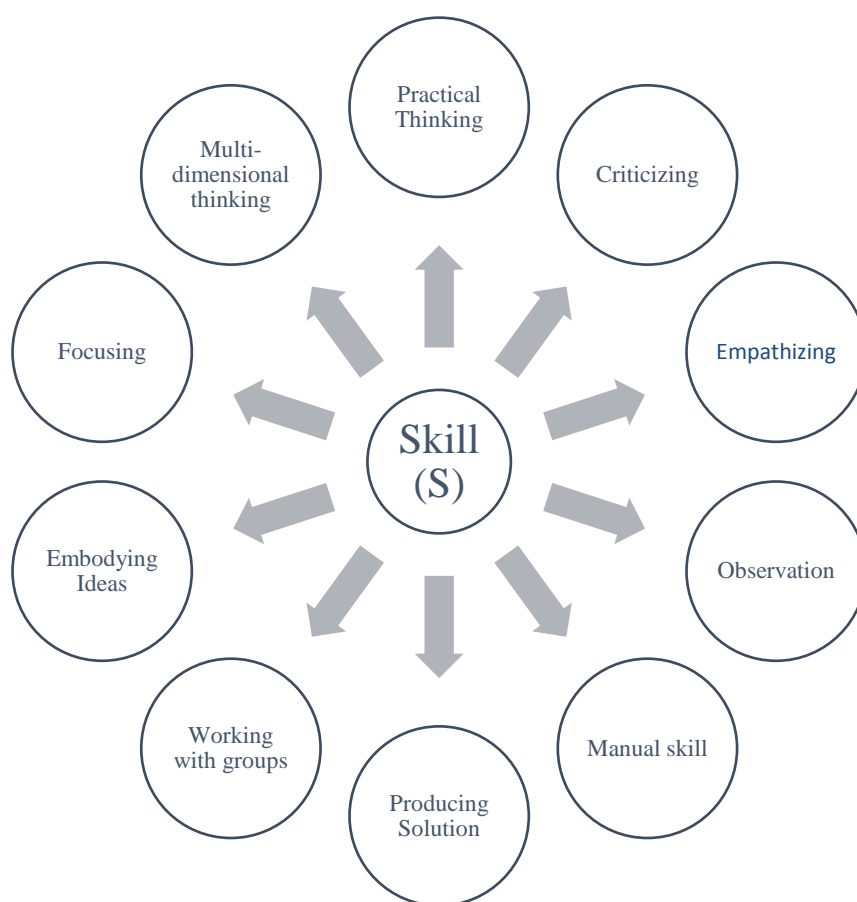 Practical
Thinking
Multi-
dimensional
thinking
Criticizing
Focusing
Empathizing
Skill
(S)
Embodying
Ideas
Observation
Working
with groups
Manual skill
Producing
Solution